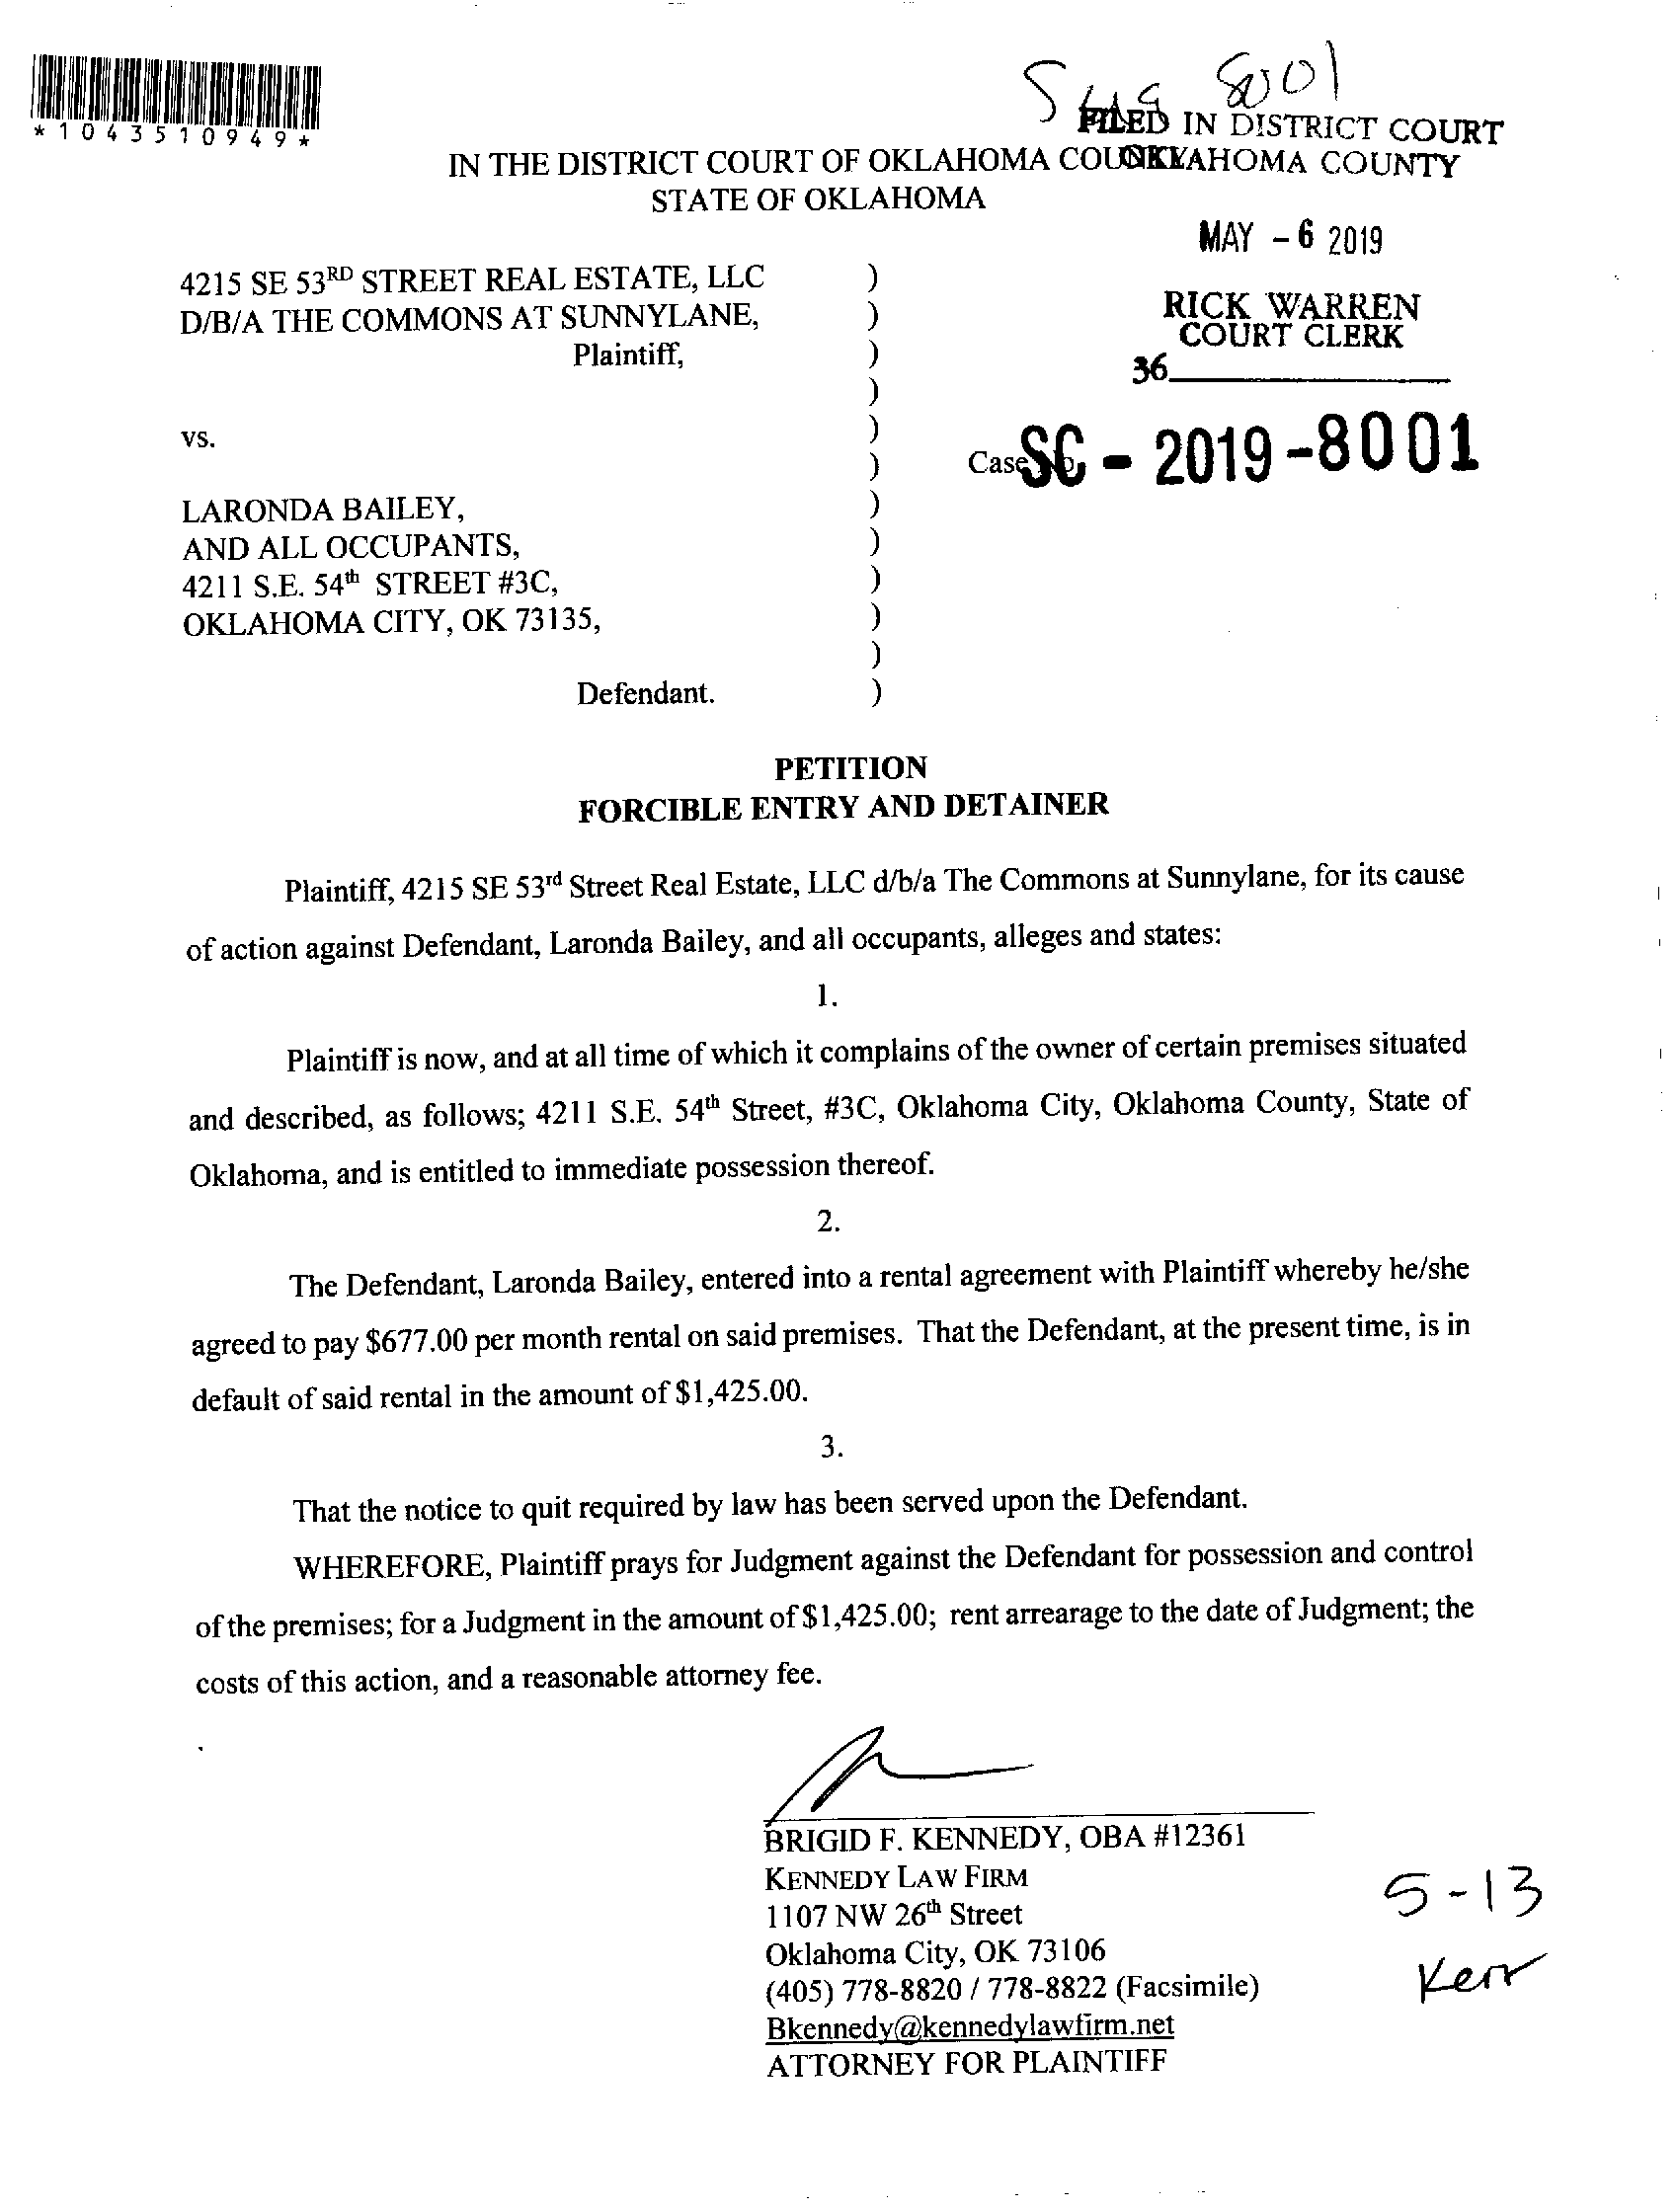 *1043510949*
8001
FILED IN DISTRICT COURT
OKLAHOMA COUNTY
IN THE DISTRICT COURT OF OKLAHOMA COUNTY
STATE OF OKLAHOMA
MAY - 6 2019
RICK WARREN
COURT CLERK
36
4215 SE 53RD STREET REAL ESTATE, LLC )
D/B/A THE COMMONS AT SUNNYLANE, )
Plaintiff, )
)
vs. )
Case No. SC - 2019 - 8001
)
LARONDA BAILEY, )
AND ALL OCCUPANTS, )
4211 S.E. 54th STREET #3C, )
OKLAHOMA CITY, OK 73135, )
)
Defendant. )
PETITION
FORCIBLE ENTRY AND DETAINER
Plaintiff, 4215 SE 53rd Street Real Estate, LLC d/b/a The Commons at Sunnylane, for its cause
of action against Defendant, Laronda Bailey, and all occupants, alleges and states:
1.
Plaintiff is now, and at all time of which it complains of the owner of certain premises situated
and described, as follows; 4211 S.E. 54th Street, #3C, Oklahoma City, Oklahoma County, State of
Oklahoma, and is entitled to immediate possession thereof.
2.
The Defendant, Laronda Bailey, entered into a rental agreement with Plaintiff whereby he/she
agreed to pay $677.00 per month rental on said premises. That the Defendant, at the present time, is in
default of said rental in the amount of $1,425.00.
3.
That the notice to quit required by law has been served upon the Defendant.
WHEREFORE, Plaintiff prays for Judgment against the Defendant for possession and control
of the premises; for a Judgment in the amount of $1,425.00; rent arrearage to the date of Judgment; the
costs of this action, and a reasonable attorney fee.
BRIGID F. KENNEDY, OBA #12361
KENNEDY LAW FIRM
1107 NW 26th Street
Oklahoma City, OK 73106
(405) 778-8820 / 778-8822 (Facsimile)
Bkennedy@kennedylawfirm.net
ATTORNEY FOR PLAINTIFF
5-13
Kerr